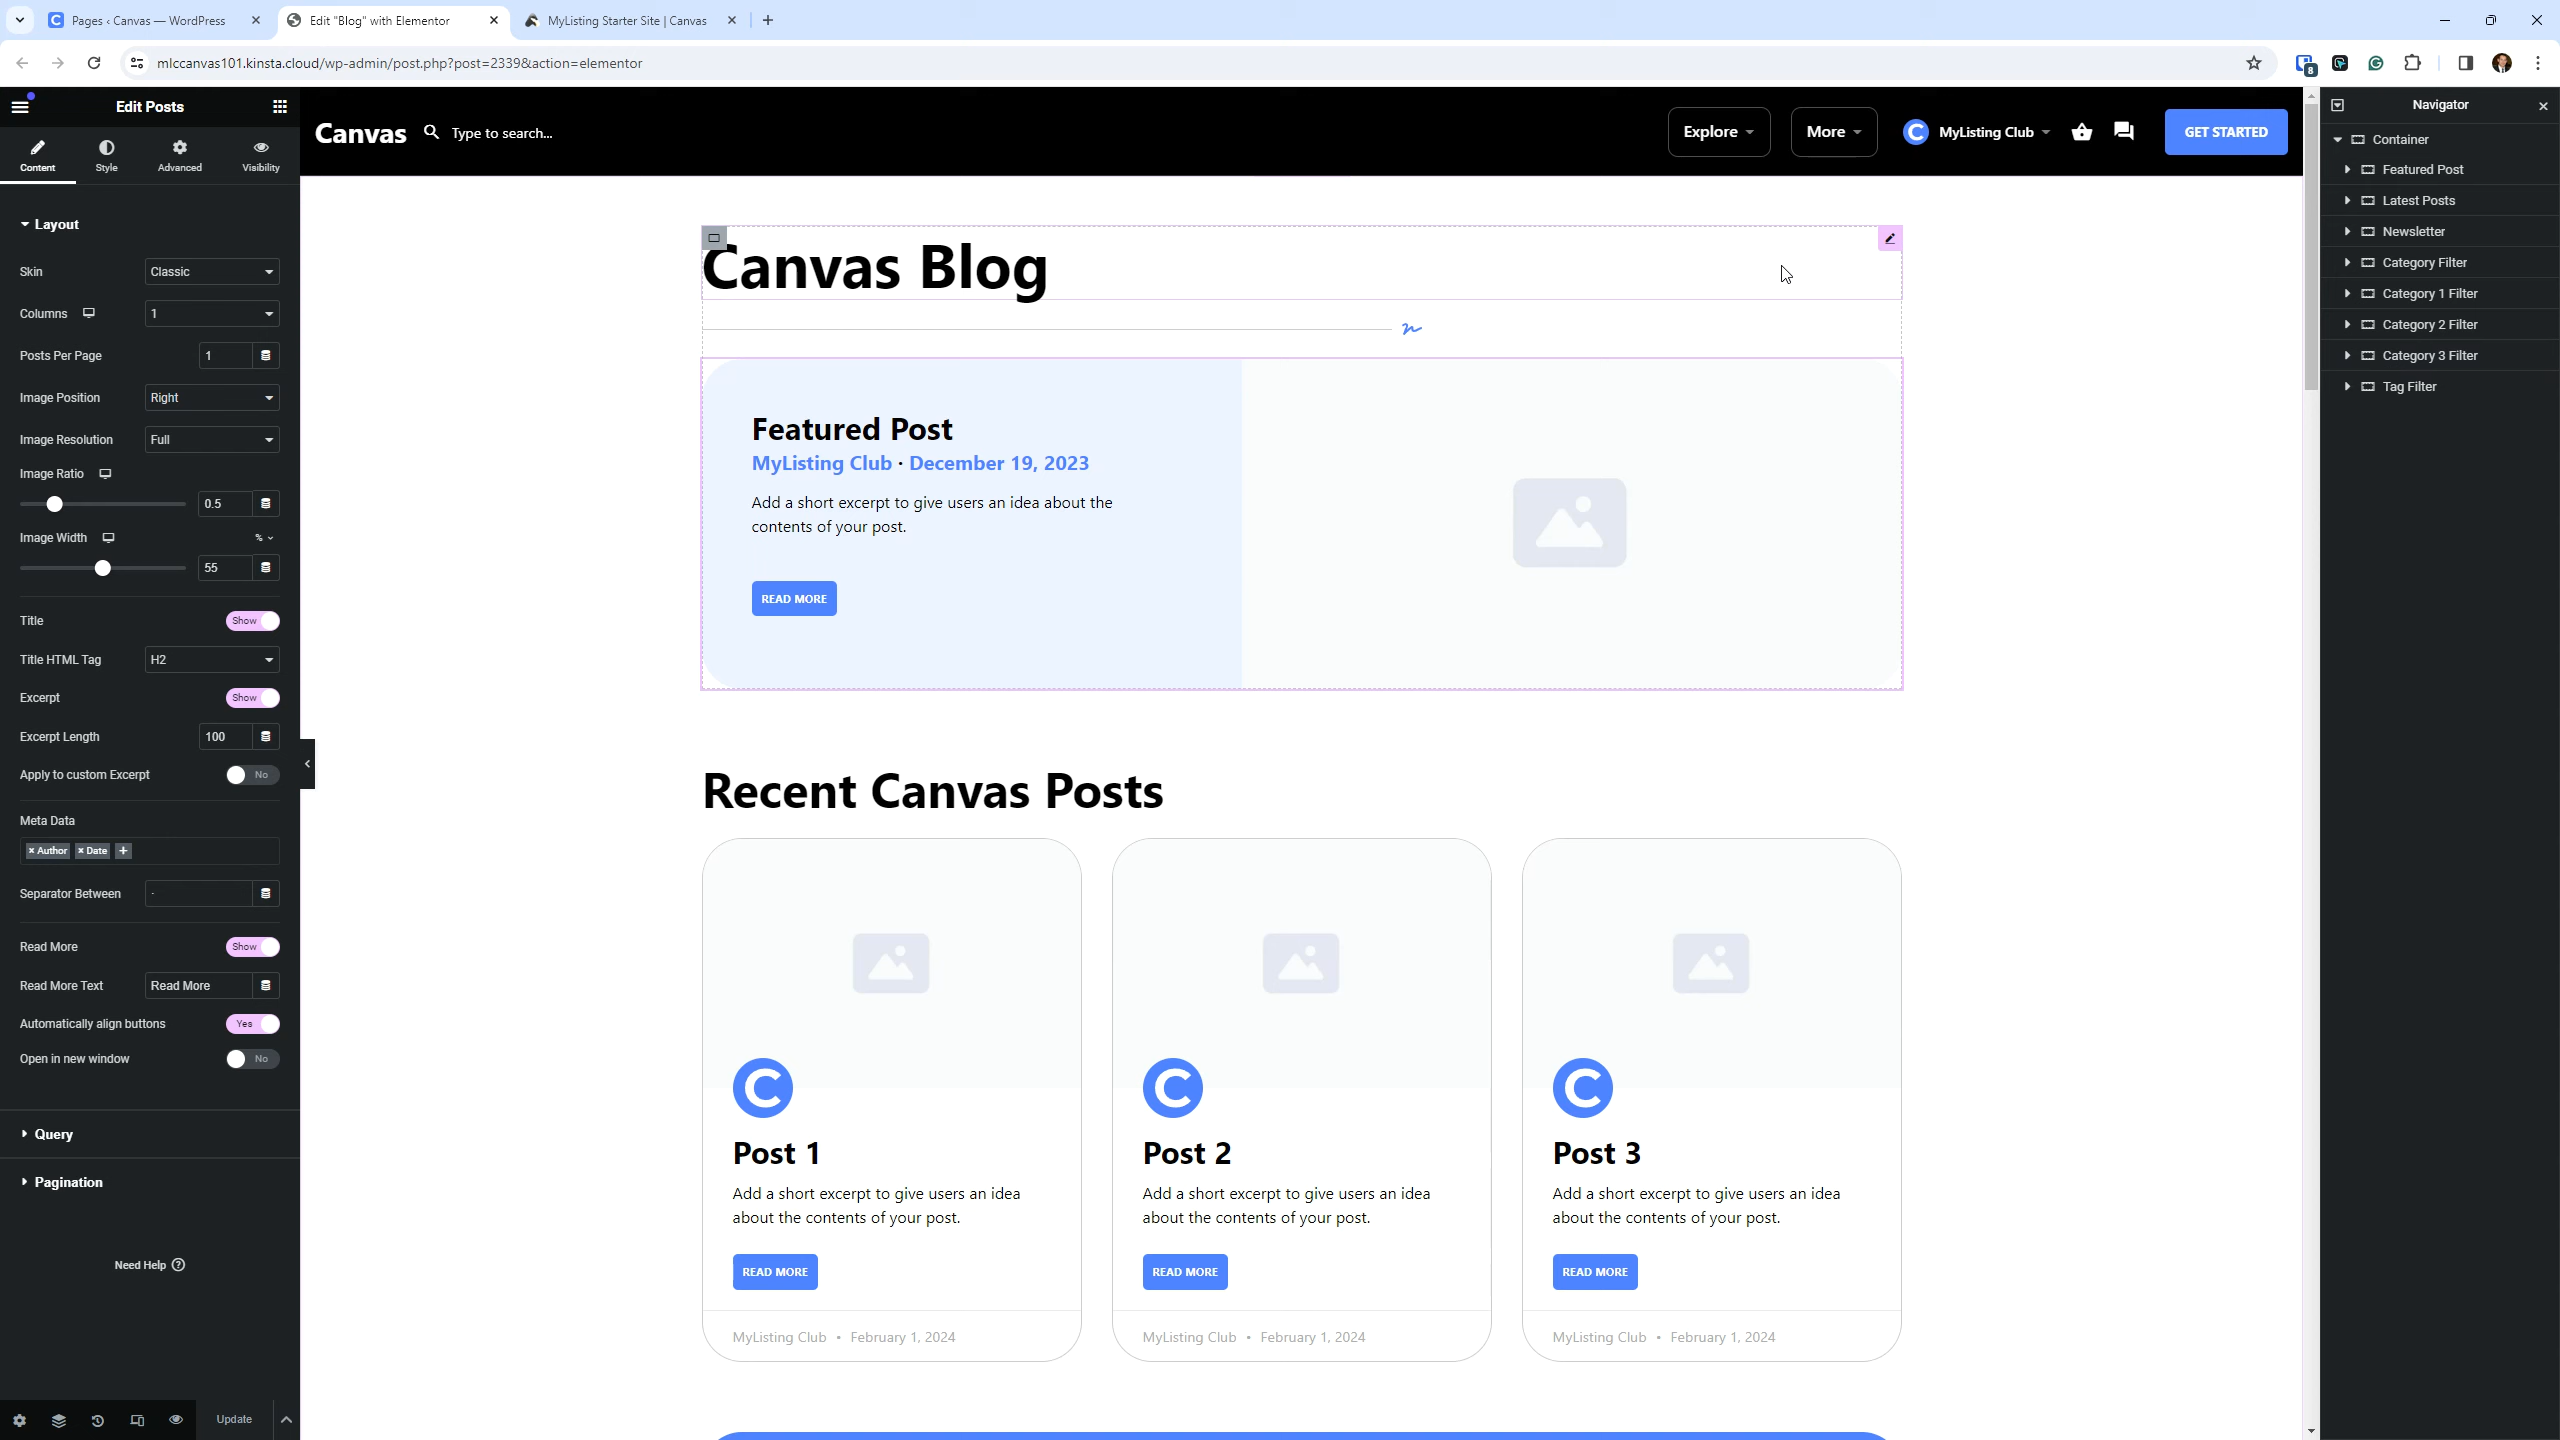 Pages ‹ Canvas — WordPress
Edit "Blog" with Elementor
MyListing Starter Site | Canvas
mlccanvas101.kinsta.cloud/wp-admin/post.php?post=2339&action=elementor
8
Edit Posts
Content
Style
Advanced
Visibility
Layout
Skin
Classic
Columns
1
Posts Per Page
1
Image Position
Right
Image Resolution
Full
Image Ratio
0.5
Image Width
%
55
Title
Show
Title HTML Tag
H2
Excerpt
Show
Excerpt Length
100
Apply to custom Excerpt
No
Meta Data
× Author × Date +
Separator Between
·
Read More
Show
Read More Text
Read More
Automatically align buttons
Yes
Open in new window
No
Query
Pagination
Need Help ?
Update
Canvas
Type to search...
Explore
More
C
MyListing Club
GET STARTED
Canvas Blog
Featured Post
MyListing Club · December 19, 2023
Add a short excerpt to give users an idea about the
contents of your post.
READ MORE
Recent Canvas Posts
C
Post 1
Add a short excerpt to give users an idea
about the contents of your post.
READ MORE
MyListing Club • February 1, 2024
C
Post 2
Add a short excerpt to give users an idea
about the contents of your post.
READ MORE
MyListing Club • February 1, 2024
C
Post 3
Add a short excerpt to give users an idea
about the contents of your post.
READ MORE
MyListing Club • February 1, 2024
Navigator
Container
Featured Post
Latest Posts
Newsletter
Category Filter
Category 1 Filter
Category 2 Filter
Category 3 Filter
Tag Filter